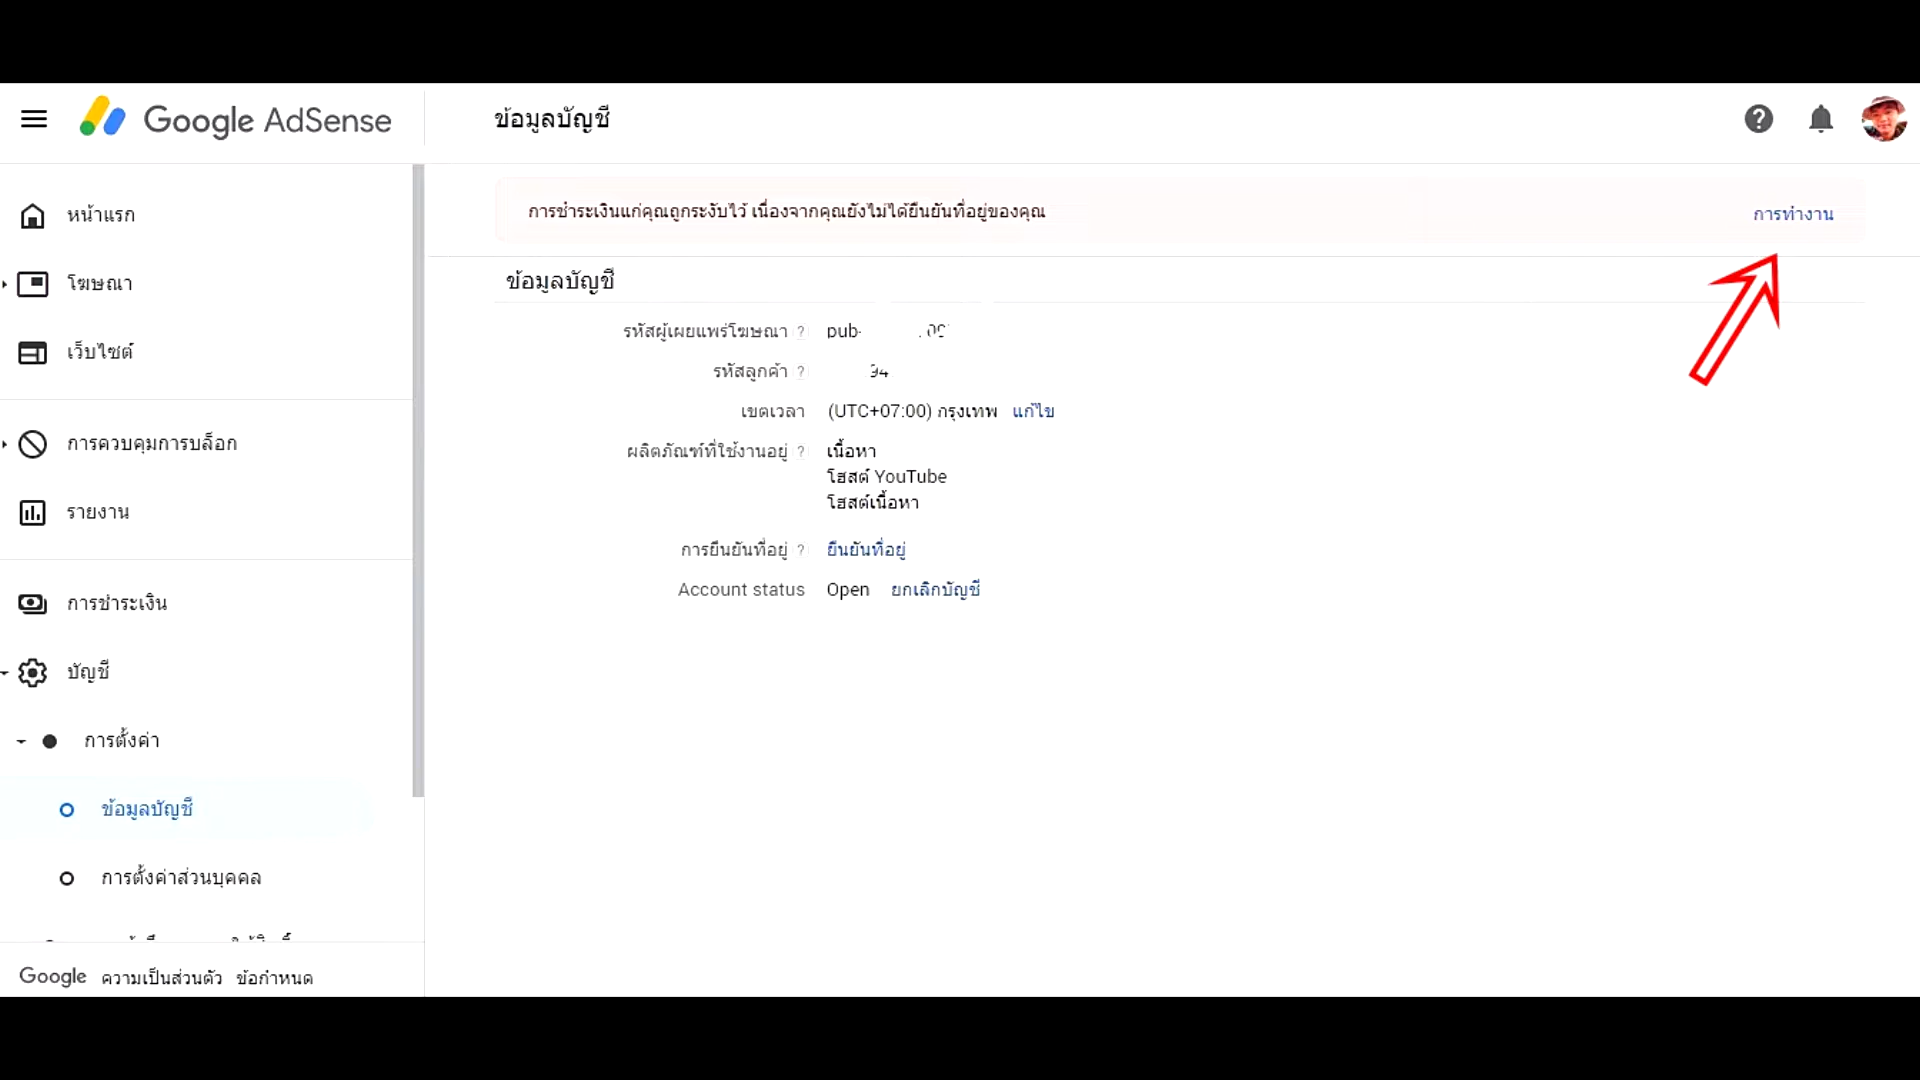 Google AdSense
ข้อมูลบัญชี
หน้าแรก
โฆษณา
เว็บไซต์
การควบคุมการบล็อก
รายงาน
การชำระเงิน
บัญชี
การตั้งค่า
ข้อมูลบัญชี
การตั้งค่าส่วนบุคคล
Google ความเป็นส่วนตัว ข้อกำหนด
การชำระเงินแก่คุณถูกระงับไว้ เนื่องจากคุณยังไม่ได้ยืนยันที่อยู่ของคุณ การทำงาน
ข้อมูลบัญชี
รหัสผู้เผยแพร่โฆษณา ? pub-
รหัสลูกค้า ? 94
เขตเวลา (UTC+07:00) กรุงเทพ แก้ไข
ผลิตภัณฑ์ที่ใช้งานอยู่ ? เนื้อหา
โฮสต์ YouTube
โฮสต์เนื้อหา
การยืนยันที่อยู่ ? ยืนยันที่อยู่
Account status Open ยกเลิกบัญชี